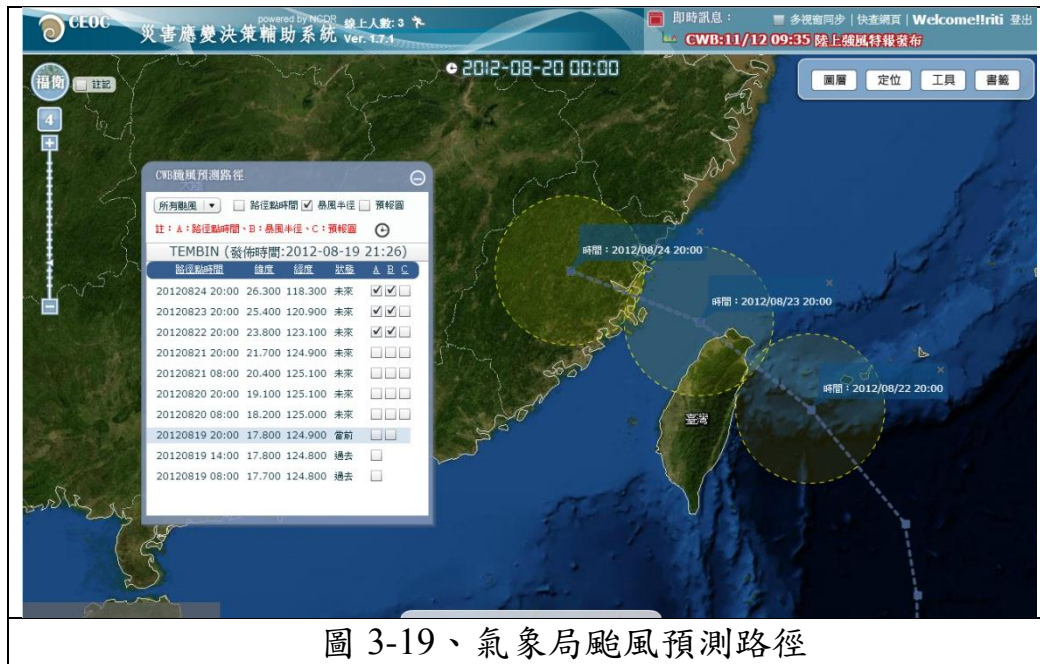 CEOC
災害應變決策輔助系統
powered by NCDR
線上人數: 3
Ver. 1.7.1
即時訊息：
多視窗同步 | 快查網頁 | Welcome!!riti 登出
CWB:11/12 09:35 陸上強風特報發布
福衛
註記
2012-08-20 00:00
圖層 定位 工具 書籤
4
CWB颱風預測路徑
所有颱風 路徑點時間 暴風半徑 預報圖
註：A：路徑點時間、B：暴風半徑、C：預報圖
TEMBIN (發佈時間:2012-08-19 21:26)
路徑點時間 緯度 經度 狀態 A B C
20120824 20:00 26.300 118.300 未來
20120823 20:00 25.400 120.900 未來
20120822 20:00 23.800 123.100 未來
20120821 20:00 21.700 124.900 未來
20120821 08:00 20.400 125.100 未來
20120820 20:00 19.100 125.100 未來
20120820 08:00 18.200 125.000 未來
20120819 20:00 17.800 124.900 當前
20120819 14:00 17.800 124.800 過去
20120819 08:00 17.700 124.800 過去
時間：2012/08/24 20:00
時間：2012/08/23 20:00
時間：2012/08/22 20:00
臺灣
圖 3-19、氣象局颱風預測路徑